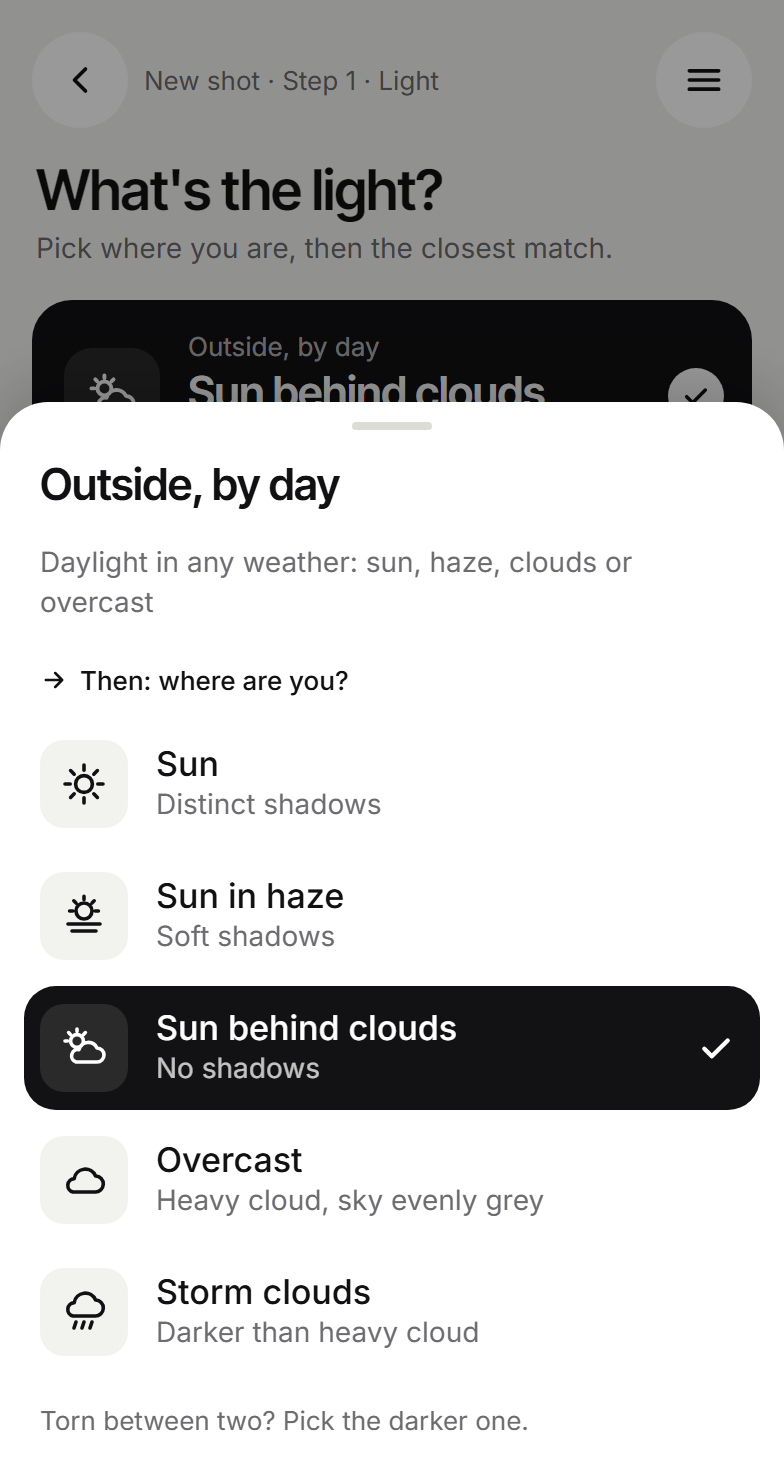 New shot · Step 1 · Light
What's the light?
Pick where you are, then the closest match.
Outside, by day
Sun behind clouds
Outside, by day
Daylight in any weather: sun, haze, clouds or
overcast
→ Then: where are you?
Sun
Distinct shadows
Sun in haze
Soft shadows
Sun behind clouds
No shadows
Overcast
Heavy cloud, sky evenly grey
Storm clouds
Darker than heavy cloud
Torn between two? Pick the darker one.